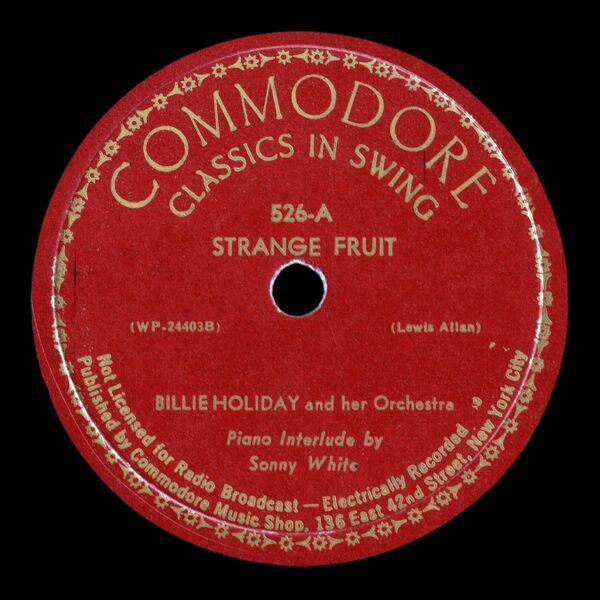 COMMODORE
CLASSICS IN SWING
526-A
STRANGE FRUIT
(WP-24403B)
(Lewis Allan)
BILLIE HOLIDAY and her Orchestra
Piano Interlude by
Sonny White
Not Licensed for Radio Broadcast — Electrically Recorded
Published by Commodore Music Shop, 136 East 42nd Street, New York City